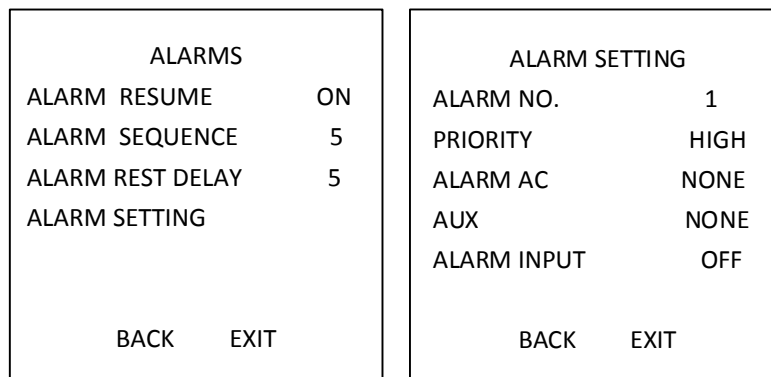 ALARMS
ALARM RESUME ON
ALARM SEQUENCE 5
ALARM REST DELAY 5
ALARM SETTING
BACK EXIT
ALARM SETTING
ALARM NO. 1
PRIORITY HIGH
ALARM AC NONE
AUX NONE
ALARM INPUT OFF
BACK EXIT